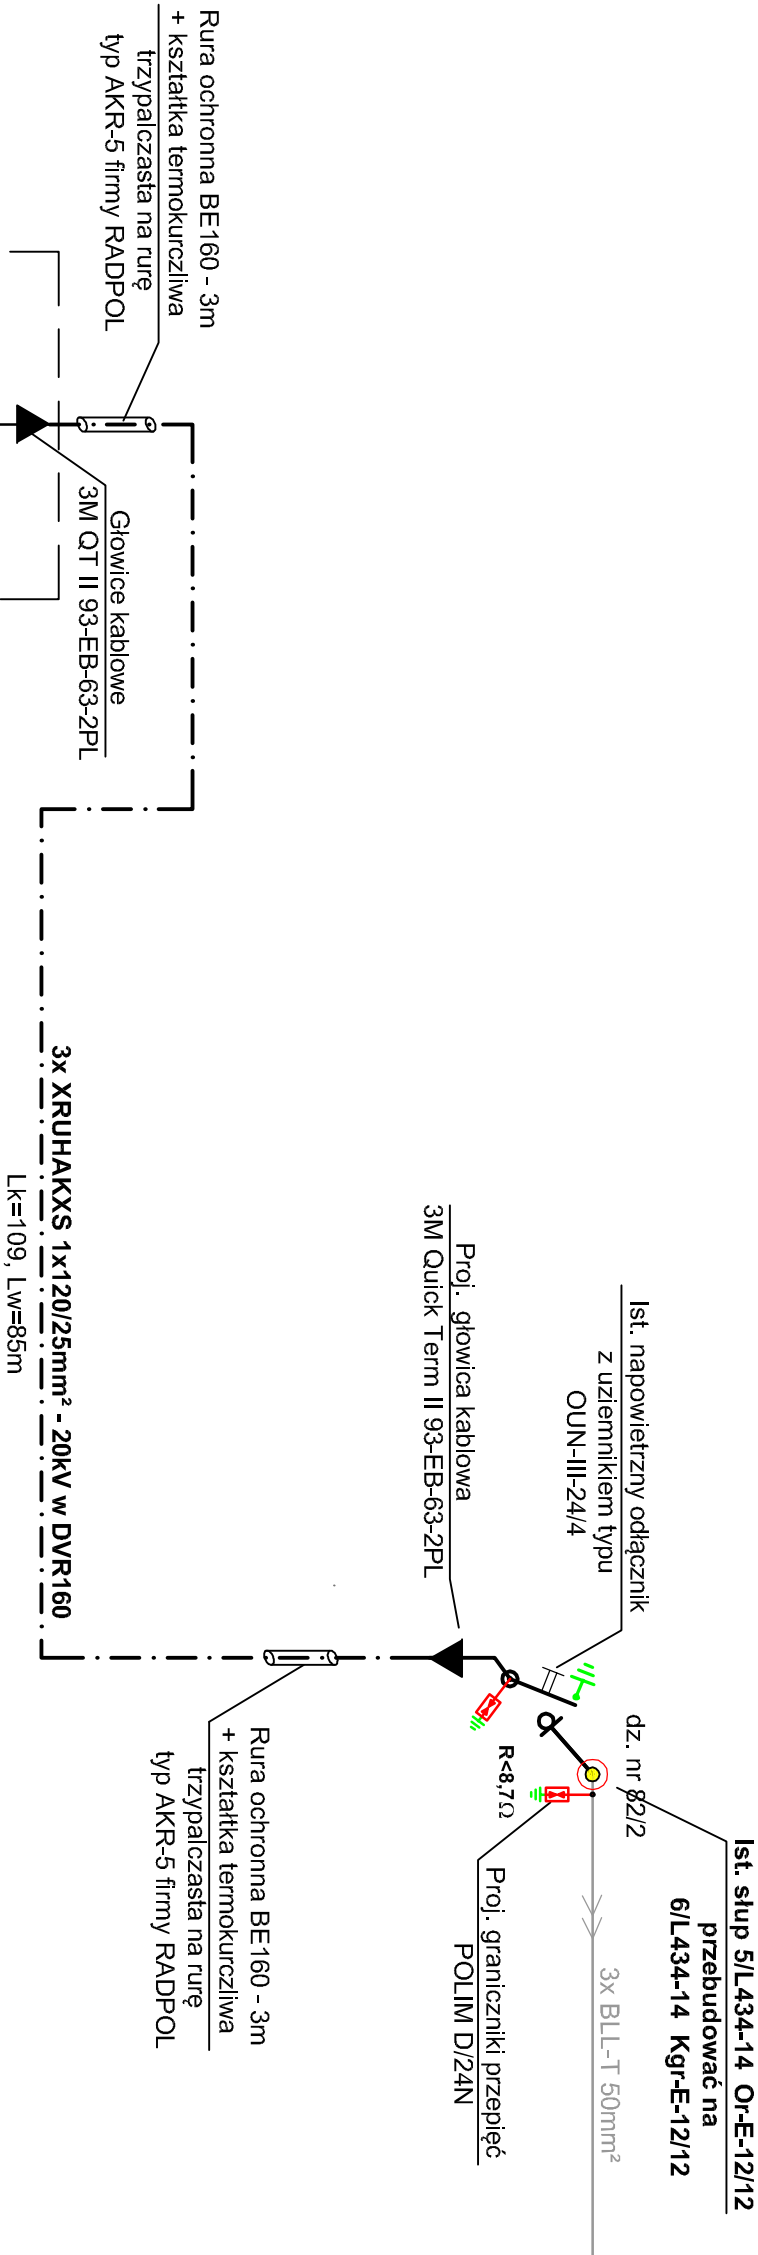 Rura ochronna BE160 - 3m
+ kształtka termokurczliwa
trzypalczasta na rurę
typ AKR-5 firmy RADPOL
Głowice kablowe
3M QT II 93-EB-63-2PL
3x XRUHAKXS 1x120/25mm² - 20kV w DVR160
Lk=109, Lw=85m
Ist. napowietrzny odłącznik
z uziemnikiem typu
OUN-III-24/4
Proj. głowica kablowa
3M Quick Term II 93-EB-63-2PL
Ist. słup 5/L434-14 Or-E-12/12
przebudować na
6/L434-14 Kgr-E-12/12
dz. nr 82/2
3x BLL-T 50mm²
R<8,7Ω
Proj. graniczniki przepięć
POLIM D/24N
Rura ochronna BE160 - 3m
+ kształtka termokurczliwa
trzypalczasta na rurę
typ AKR-5 firmy RADPOL